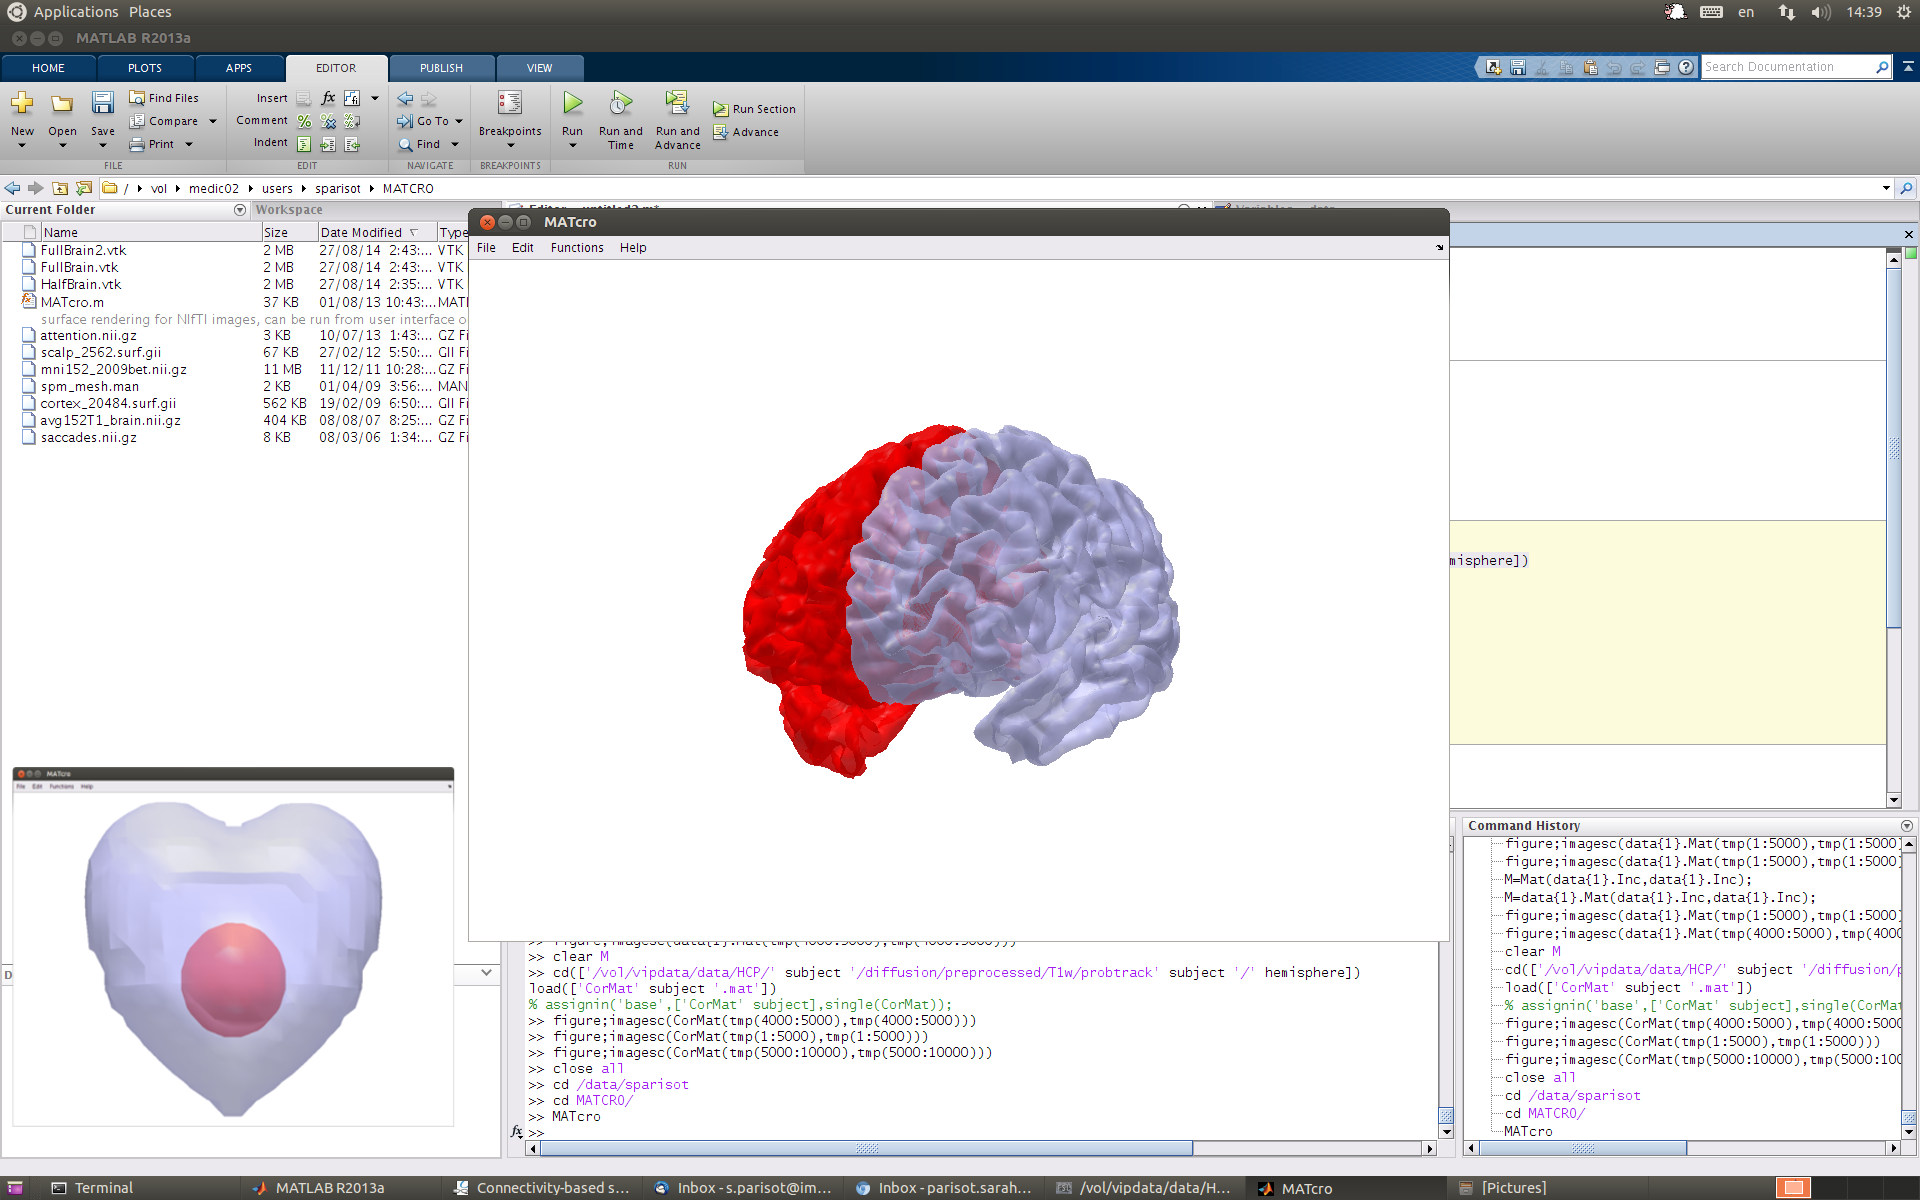 Applications Places en 14:39
MATLAB R2013a
HOME PLOTS APPS EDITOR PUBLISH VIEW Search Documentation
New Open Save Find Files Compare Print
FILE
Insert Comment Indent
EDIT
Go To Find
NAVIGATE
Breakpoints
BREAKPOINTS
Run Run and Time Run and Advance Run Section Advance
RUN
/ vol medic02 users sparisot MATCRO
Current Folder Workspace
Name Size Date Modified Type
FullBrain2.vtk 2 MB 27/08/14 2:43:... VTK
FullBrain.vtk 2 MB 27/08/14 2:43:... VTK
HalfBrain.vtk 2 MB 27/08/14 2:35:... VTK
MATcro.m 37 KB 01/08/13 10:43:... MATI
surface rendering for NIfTI images, can be run from user interface o
attention.nii.gz 3 KB 10/07/13 1:43:... GZ Fi
scalp_2562.surf.gii 67 KB 27/02/12 5:50:... GII Fi
mni152_2009bet.nii.gz 11 MB 11/12/11 10:28:... GZ Fi
spm_mesh.man 2 KB 01/04/09 3:56:... MAN
cortex_20484.surf.gii 562 KB 19/02/09 6:50:... GII Fi
avg152T1_brain.nii.gz 404 KB 08/08/07 8:25:... GZ Fi
saccades.nii.gz 8 KB 08/03/06 1:34:... GZ Fi
MATcro
File Edit Functions Help
misphere])
MATcro
File Edit Functions Help
D
>> figure;imagesc(data{1}.Mat(tmp(4000:5000),tmp(4000:5000)))
>> clear M
>> cd(['/vol/vipdata/data/HCP/' subject '/diffusion/preprocessed/T1w/probtrack' subject '/' hemisphere])
load(['CorMat' subject '.mat'])
% assignin('base',['CorMat' subject],single(CorMat));
>> figure;imagesc(CorMat(tmp(4000:5000),tmp(4000:5000)))
>> figure;imagesc(CorMat(tmp(1:5000),tmp(1:5000)))
>> figure;imagesc(CorMat(tmp(5000:10000),tmp(5000:10000)))
>> close all
>> cd /data/sparisot
>> cd MATCRO/
>> MATcro
>>
Command History
figure;imagesc(data{1}.Mat(tmp(1:5000),tmp(1:5000)
figure;imagesc(data{1}.Mat(tmp(1:5000),tmp(1:5000)
M=Mat(data{1}.Inc,data{1}.Inc);
M=data{1}.Mat(data{1}.Inc,data{1}.Inc);
figure;imagesc(data{1}.Mat(tmp(1:5000),tmp(1:5000)
figure;imagesc(data{1}.Mat(tmp(4000:5000),tmp(4000
clear M
cd(['/vol/vipdata/data/HCP/' subject '/diffusion/p
load(['CorMat' subject '.mat'])
% assignin('base',['CorMat' subject],single(CorMat
figure;imagesc(CorMat(tmp(4000:5000),tmp(4000:5000
figure;imagesc(CorMat(tmp(1:5000),tmp(1:5000)))
figure;imagesc(CorMat(tmp(5000:10000),tmp(5000:100
close all
cd /data/sparisot
cd MATCRO/
MATcro
Terminal MATLAB R2013a Connectivity-based s... Inbox - s.parisot@im... Inbox - parisot.sarah... /vol/vipdata/data/H... MATcro [Pictures]